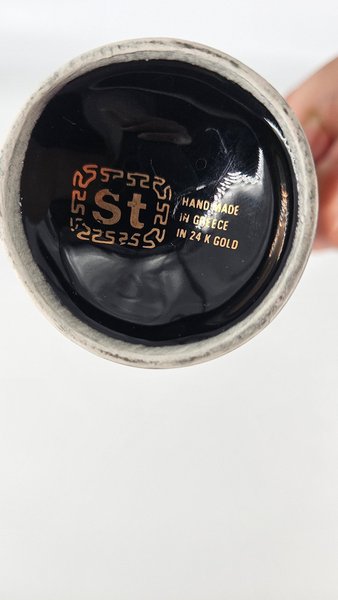 St
HAND MADE
IN GREECE
IN 24 K GOLD